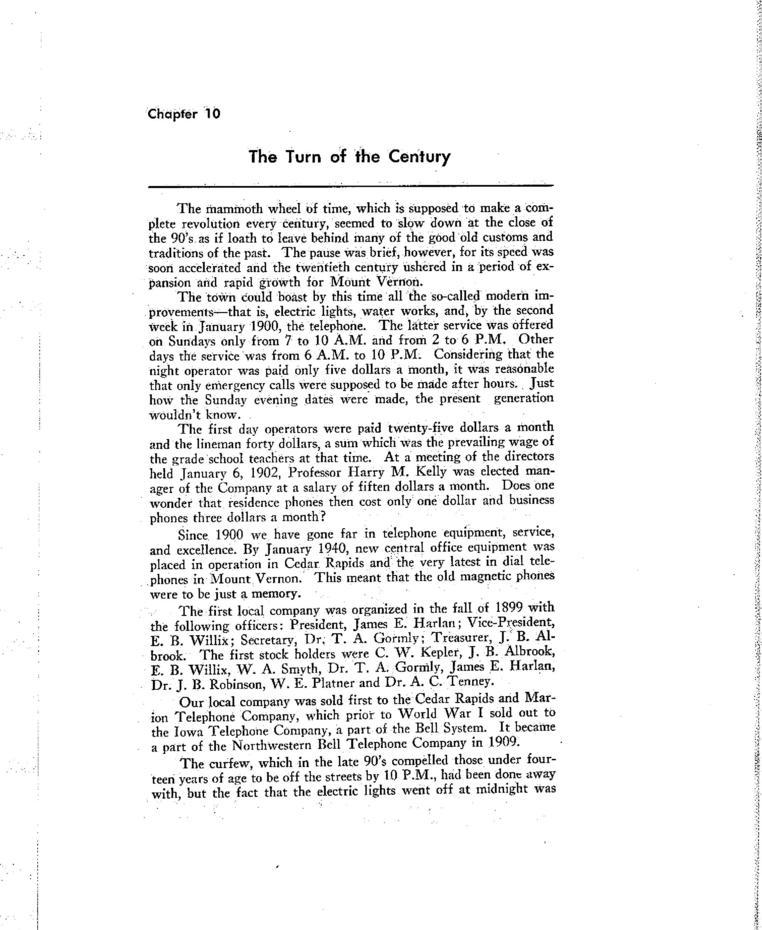 Chapter 10
The Turn of the Century
The mammoth wheel of time, which is supposed to make a com-
plete revolution every century, seemed to slow down at the close of
the 90's as if loath to leave behind many of the good old customs and
traditions of the past. The pause was brief, however, for its speed was
soon accelerated and the twentieth century ushered in a period of ex-
pansion and rapid growth for Mount Vernon.
The town could boast by this time all the so-called modern im-
provements—that is, electric lights, water works, and, by the second
week in January 1900, the telephone. The latter service was offered
on Sundays only from 7 to 10 A.M. and from 2 to 6 P.M. Other
days the service was from 6 A.M. to 10 P.M. Considering that the
night operator was paid only five dollars a month, it was reasonable
that only emergency calls were supposed to be made after hours. Just
how the Sunday evening dates were made, the present generation
wouldn't know.
The first day operators were paid twenty-five dollars a month
and the lineman forty dollars, a sum which was the prevailing wage of
the grade school teachers at that time. At a meeting of the directors
held January 6, 1902, Professor Harry M. Kelly was elected man-
ager of the Company at a salary of fiften dollars a month. Does one
wonder that residence phones then cost only one dollar and business
phones three dollars a month?
Since 1900 we have gone far in telephone equipment, service,
and excellence. By January 1940, new central office equipment was
placed in operation in Cedar Rapids and the very latest in dial tele-
phones in Mount Vernon. This meant that the old magnetic phones
were to be just a memory.
The first local company was organized in the fall of 1899 with
the following officers: President, James E. Harlan; Vice-President,
E. B. Willix; Secretary, Dr. T. A. Gormly; Treasurer, J. B. Al-
brook. The first stock holders were C. W. Kepler, J. B. Albrook,
E. B. Willix, W. A. Smyth, Dr. T. A. Gormly, James E. Harlan,
Dr. J. B. Robinson, W. E. Platner and Dr. A. C. Tenney.
Our local company was sold first to the Cedar Rapids and Mar-
ion Telephone Company, which prior to World War I sold out to
the Iowa Telephone Company, a part of the Bell System. It became
a part of the Northwestern Bell Telephone Company in 1909.
The curfew, which in the late 90's compelled those under four-
teen years of age to be off the streets by 10 P.M., had been done away
with, but the fact that the electric lights went off at midnight was